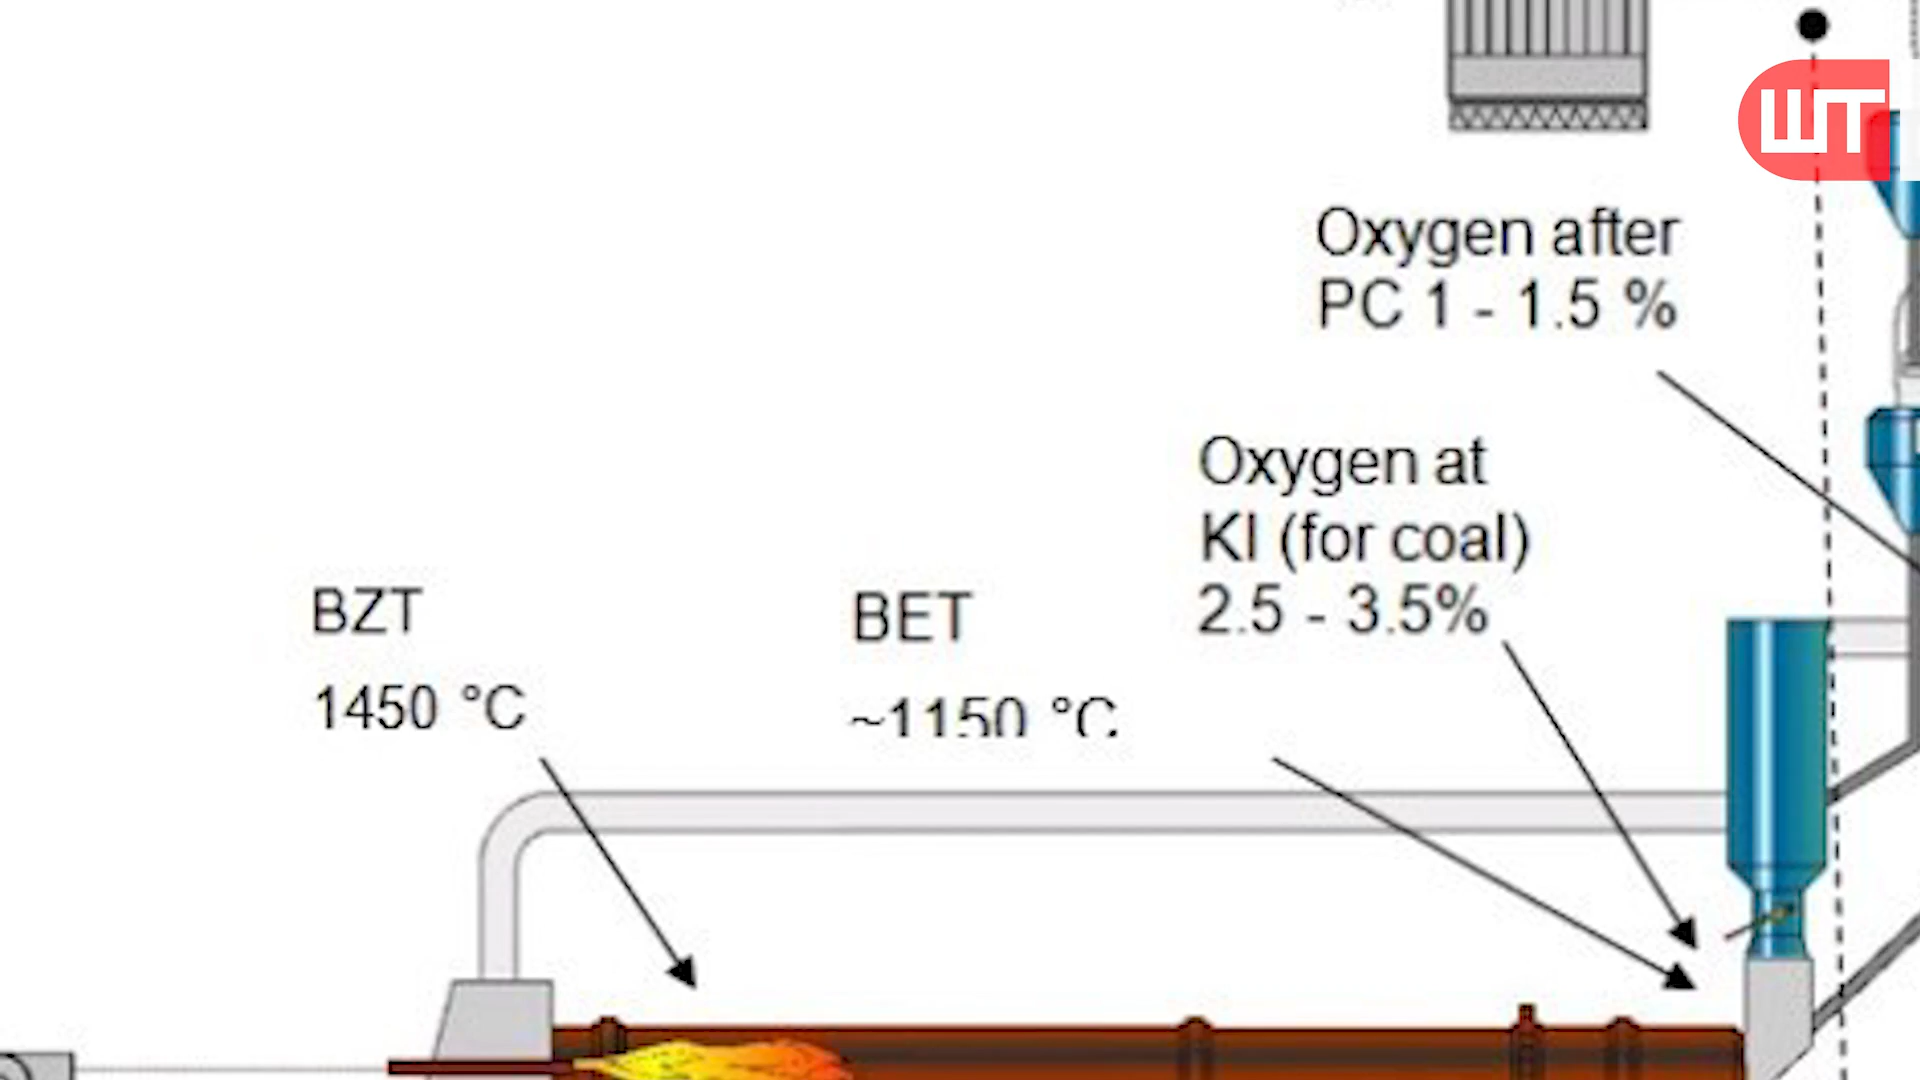 WT
Oxygen after
PC 1 - 1.5 %
Oxygen at
KI (for coal)
2.5 - 3.5%
BZT
1450 °C
BET
~1150 °C